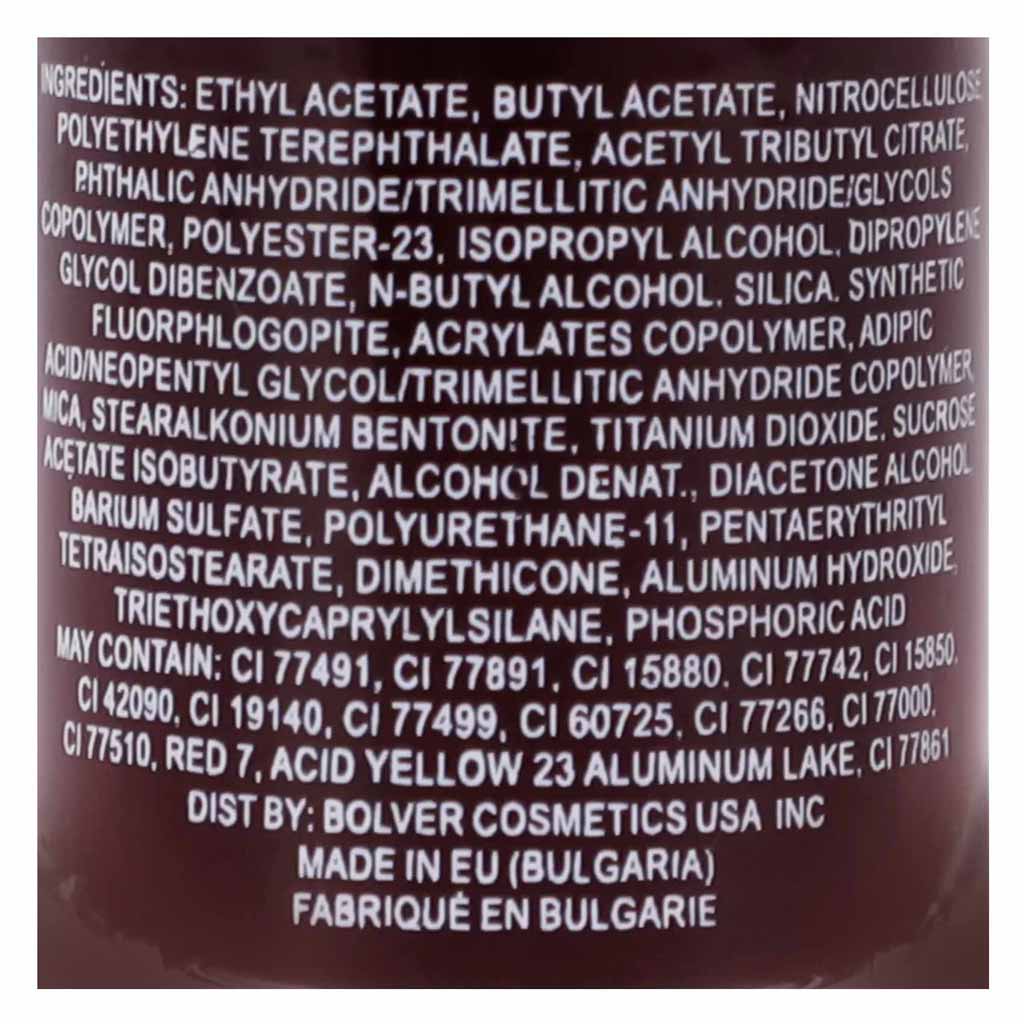 INGREDIENTS: ETHYL ACETATE, BUTYL ACETATE, NITROCELLULOSE,
POLYETHYLENE TEREPHTHALATE, ACETYL TRIBUTYL CITRATE,
PHTHALIC ANHYDRIDE/TRIMELLITIC ANHYDRIDE/GLYCOLS
COPOLYMER, POLYESTER-23, ISOPROPYL ALCOHOL, DIPROPYLENE
GLYCOL DIBENZOATE, N-BUTYL ALCOHOL, SILICA, SYNTHETIC
FLUORPHLOGOPITE, ACRYLATES COPOLYMER, ADIPIC
ACID/NEOPENTYL GLYCOL/TRIMELLITIC ANHYDRIDE COPOLYMER,
MICA, STEARALKONIUM BENTONITE, TITANIUM DIOXIDE, SUCROSE
ACETATE ISOBUTYRATE, ALCOHOL DENAT., DIACETONE ALCOHOL,
BARIUM SULFATE, POLYURETHANE-11, PENTAERYTHRITYL
TETRAISOSTEARATE, DIMETHICONE, ALUMINUM HYDROXIDE,
TRIETHOXYCAPRYLYLSILANE, PHOSPHORIC ACID
MAY CONTAIN: CI 77491, CI 77891, CI 15880, CI 77742, CI 15850,
CI 42090, CI 19140, CI 77499, CI 60725, CI 77266, CI 77000,
CI 77510, RED 7, ACID YELLOW 23 ALUMINUM LAKE, CI 77861
DIST BY: BOLVER COSMETICS USA INC
MADE IN EU (BULGARIA)
FABRIQUÉ EN BULGARIE